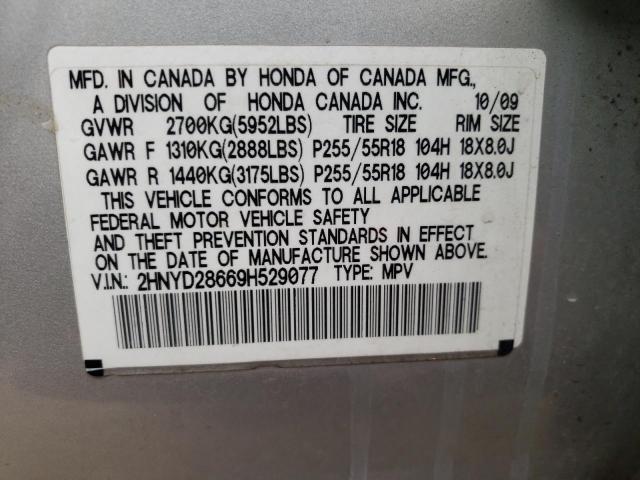 MFD. IN CANADA BY HONDA OF CANADA MFG.,
A DIVISION OF HONDA CANADA INC. 10/09
GVWR 2700KG(5952LBS) TIRE SIZE RIM SIZE
GAWR F 1310KG(2888LBS) P255/55R18 104H 18X8.0J
GAWR R 1440KG(3175LBS) P255/55R18 104H 18X8.0J
THIS VEHICLE CONFORMS TO ALL APPLICABLE
FEDERAL MOTOR VEHICLE SAFETY
AND THEFT PREVENTION STANDARDS IN EFFECT
ON THE DATE OF MANUFACTURE SHOWN ABOVE.
V.I.N.: 2HNYD28669H529077 TYPE: MPV